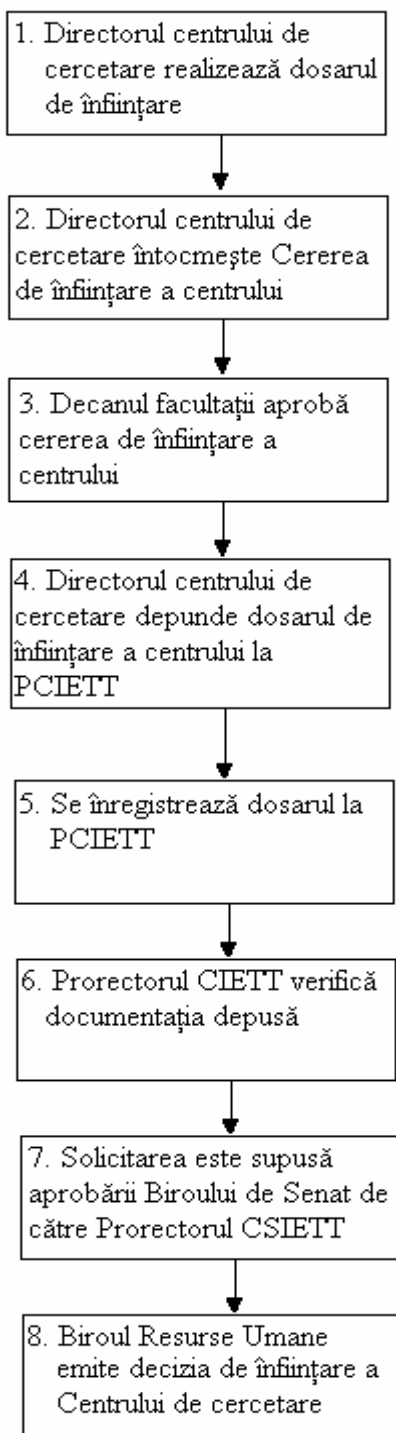 1. Directorul centrului de
cercetare realizează dosarul
de înființare
2. Directorul centrului de
cercetare întocmeşte Cererea
de înființare a centrului
3. Decanul facultații aprobă
cererea de înființare a
centrului
4. Directorul centrului de
cercetare depunde dosarul de
înființare a centrului la
PCIETT
5. Se înregistrează dosarul la
PCIETT
6. Prorectorul CIETT verifică
documentația depusă
7. Solicitarea este supusă
aprobării Biroului de Senat de
către Prorectorul CSIETT
8. Biroul Resurse Umane
emite decizia de înființare a
Centrului de cercetare